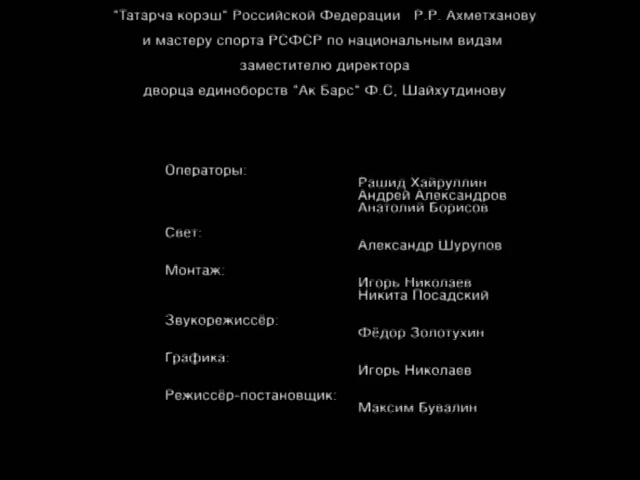 "Татарча корэш" Российской Федерации Р.Р. Ахметханову
и мастеру спорта РСФСР по национальным видам
заместителю директора
дворца единоборств "Ак Барс" Ф.С, Шайхутдинову
Операторы:
Рашид Хайруллин
Андрей Александров
Анатолий Борисов
Свет:
Александр Шурупов
Монтаж:
Игорь Николаев
Никита Посадский
Звукорежиссёр:
Фёдор Золотухин
Графика:
Игорь Николаев
Режиссёр-постановщик:
Максим Бувалин